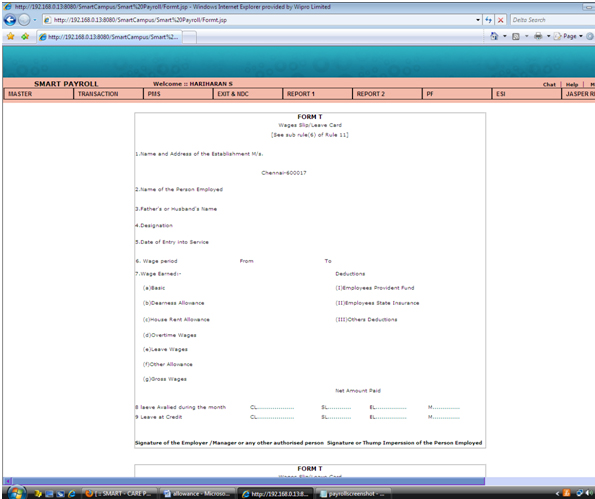 http://192.168.0.13:8080/SmartCampus/Smart%20Payroll/Formt.jsp - Windows Internet Explorer provided by Wipro Limited
http://192.168.0.13:8080/SmartCampus/Smart%20Payroll/Formt.jsp
Delta Search
http://192.168.0.13:8080/SmartCampus/Smart%2...
Page
SMART PAYROLL Welcome :: HARIHARAN S Chat | Help | M
MASTER TRANSACTION PMS EXIT & NDC REPORT 1 REPORT 2 PF ESI JASPER R
FORM T
Wages Slip/Leave Card
[See sub rule(6) of Rule 11]
1.Name and Address of the Establishment M/s.
Chennai-600017
2.Name of the Person Employed
3.Father's or Husband's Name
4.Designation
5.Date of Entry into Service
6. Wage period From To
7.Wage Earned:- Deductions
(a)Basic (I)Employees Provident Fund
(b)Dearness Allowance (II)Employees State Insurance
(c)House Rent Allowance (III)Others Deductions
(d)Overtime Wages
(e)Leave Wages
(f)Other Allowance
(g)Gross Wages
Net Amount Paid
8 laeve Availed during the month CL.................... SL............ EL.................. M...............
9 Leave at Credit CL.................... SL............ EL.................. M...............
Signature of the Employer /Manager or any other authorised person Signature or Thump Imperssion of the Person Employed
FORM T
Wages Slip/Leave Card
[:: SMART - CARE P... allowance - Microso... http://192.168.0.13:8... payrollscreenshot - ...